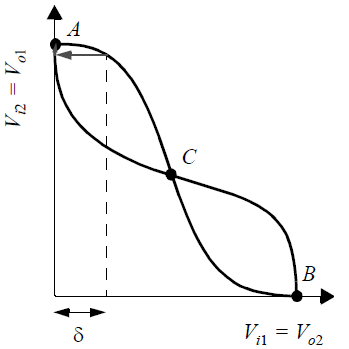 A
V_{i2} = V_{o1}
C
B
δ
V_{i1} = V_{o2}